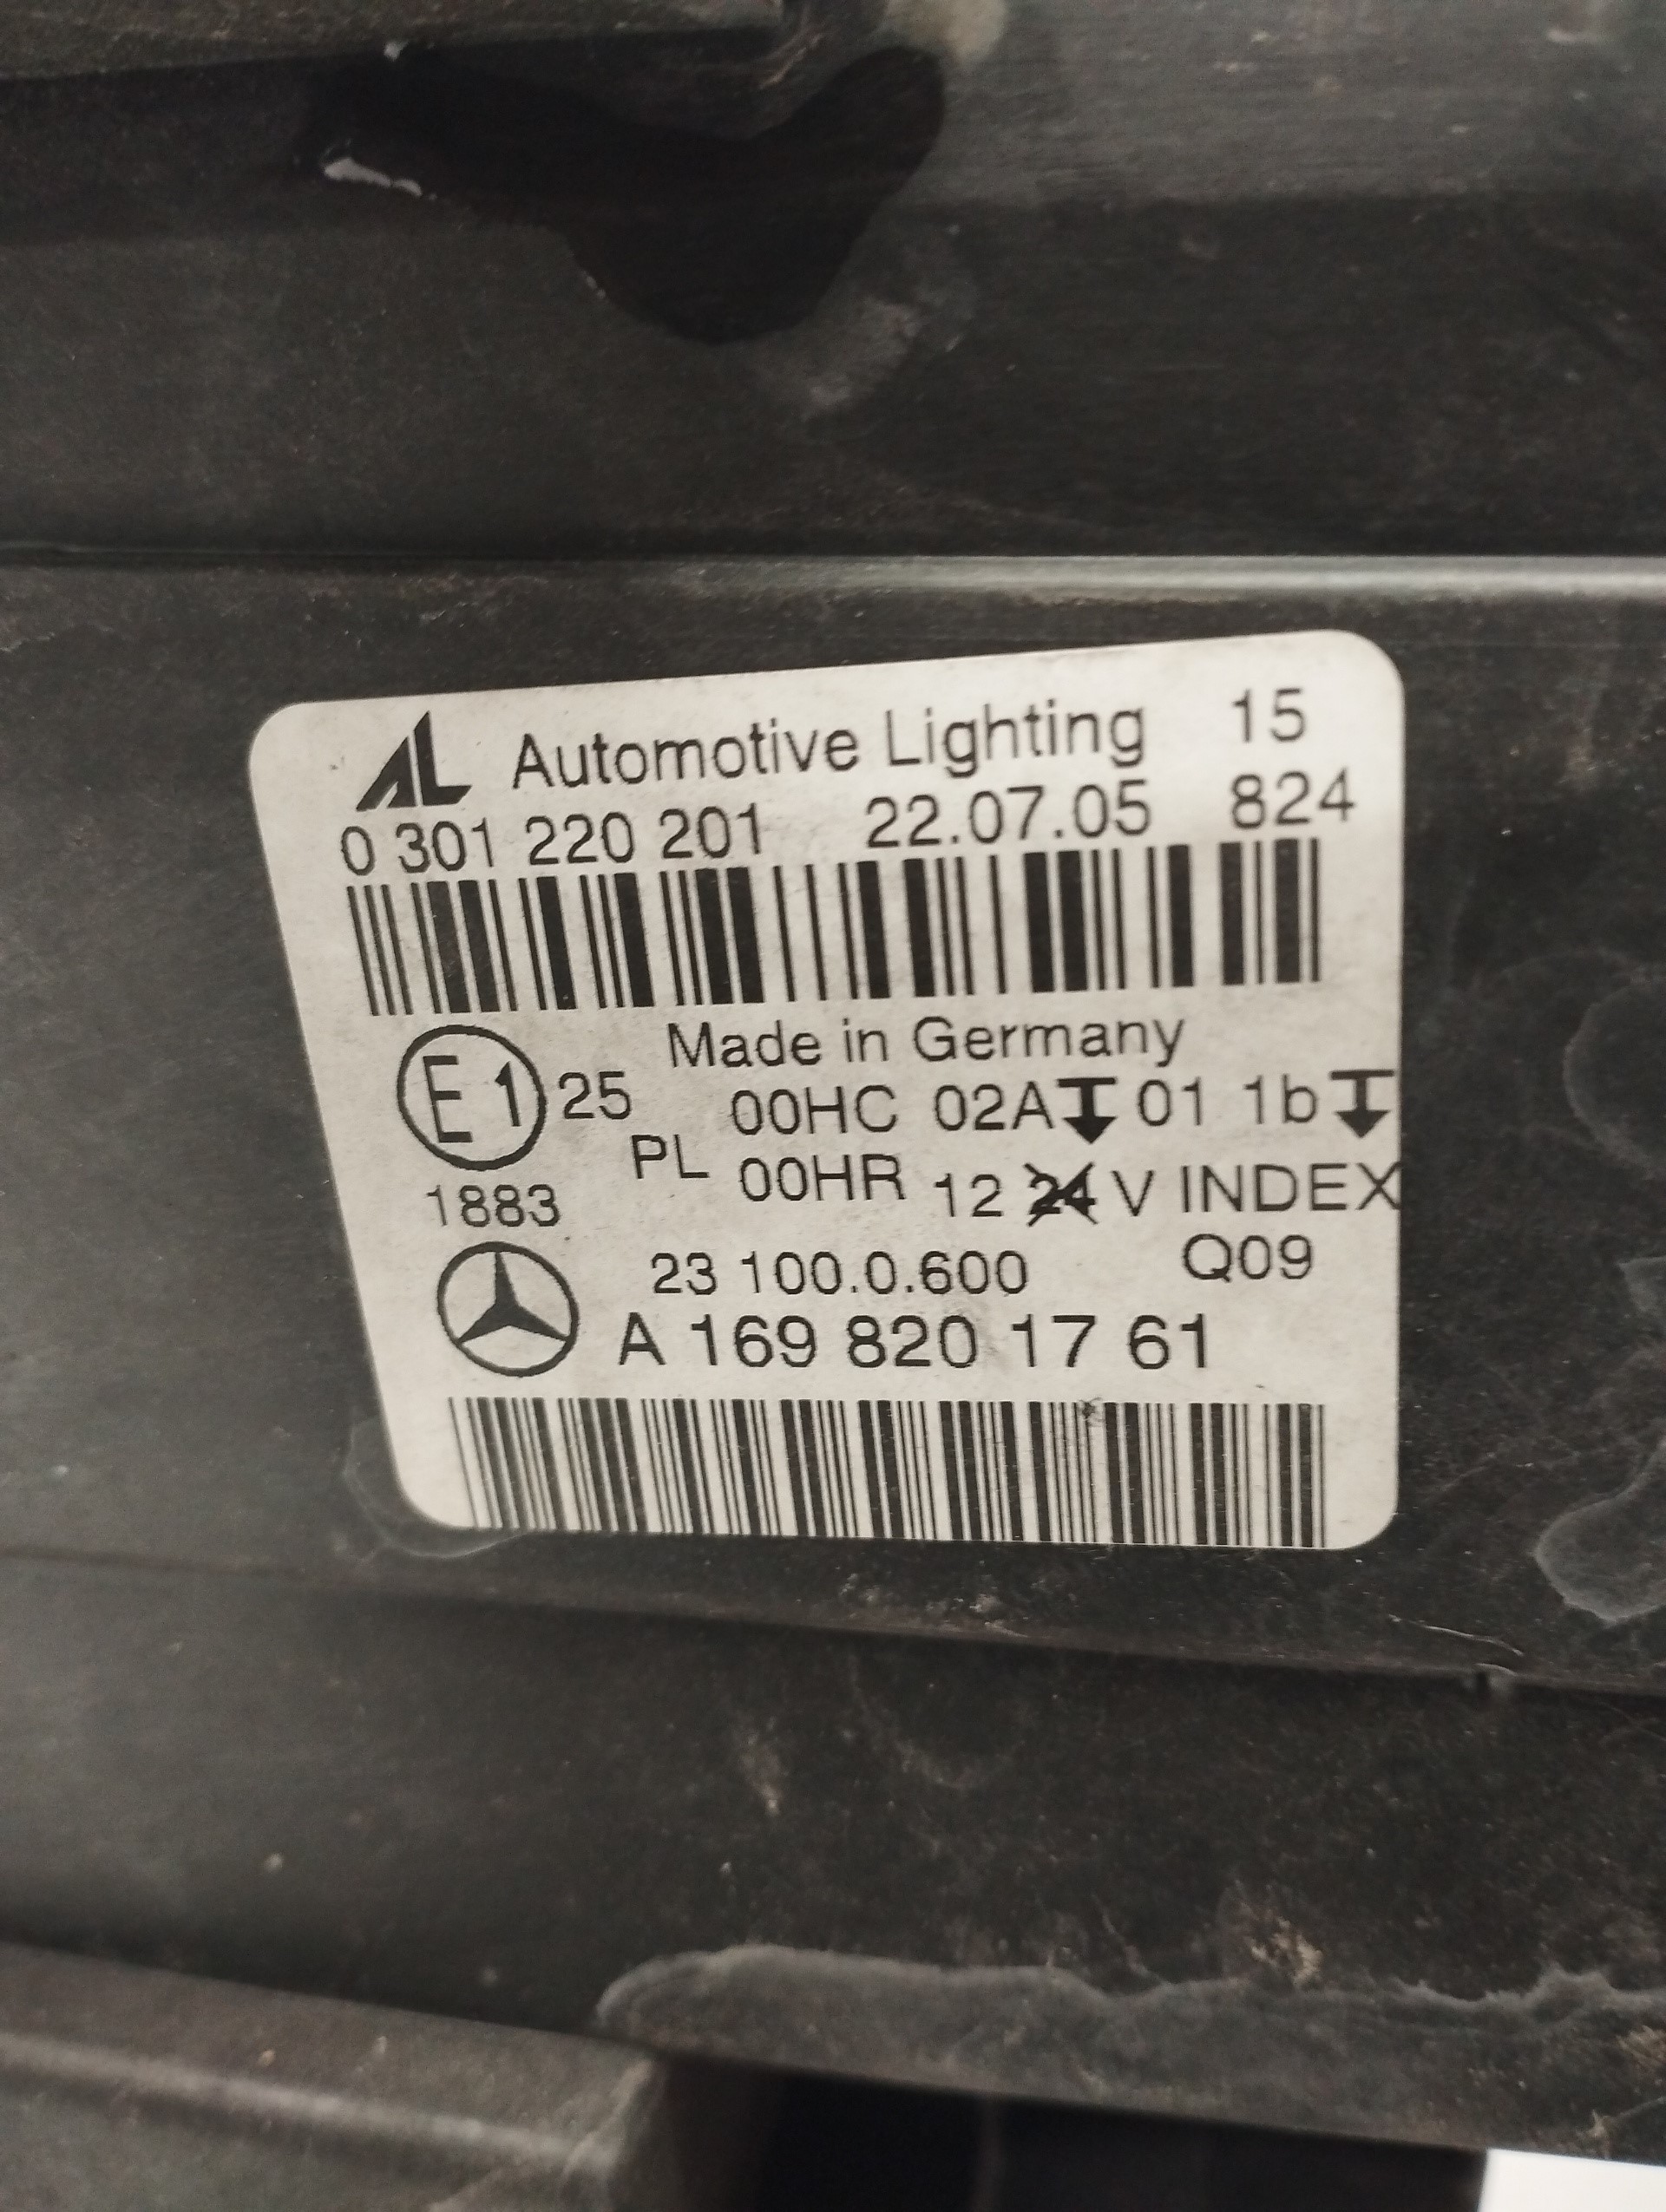 AL Automotive Lighting 15
0 301 220 201 22.07.05 824
Made in Germany
E1 25 00HC 02A 01 1b
PL 00HR 12 24 V INDEX
1883
23 100.0.600 Q09
A 169 820 17 61